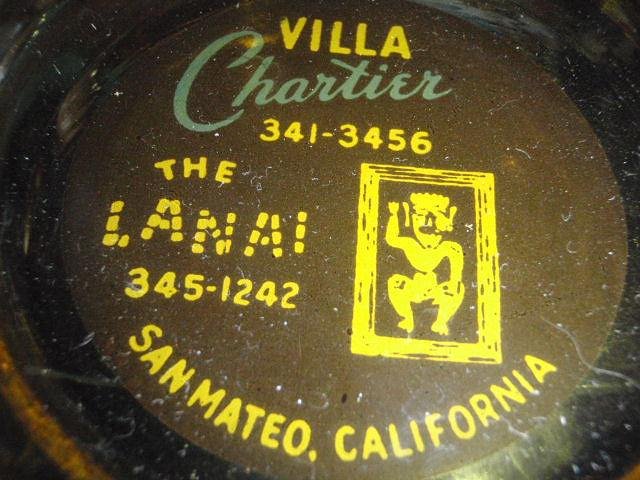 VILLA
Chartier
341-3456
THE
LANAI
345-1242
SAN MATEO, CALIFORNIA